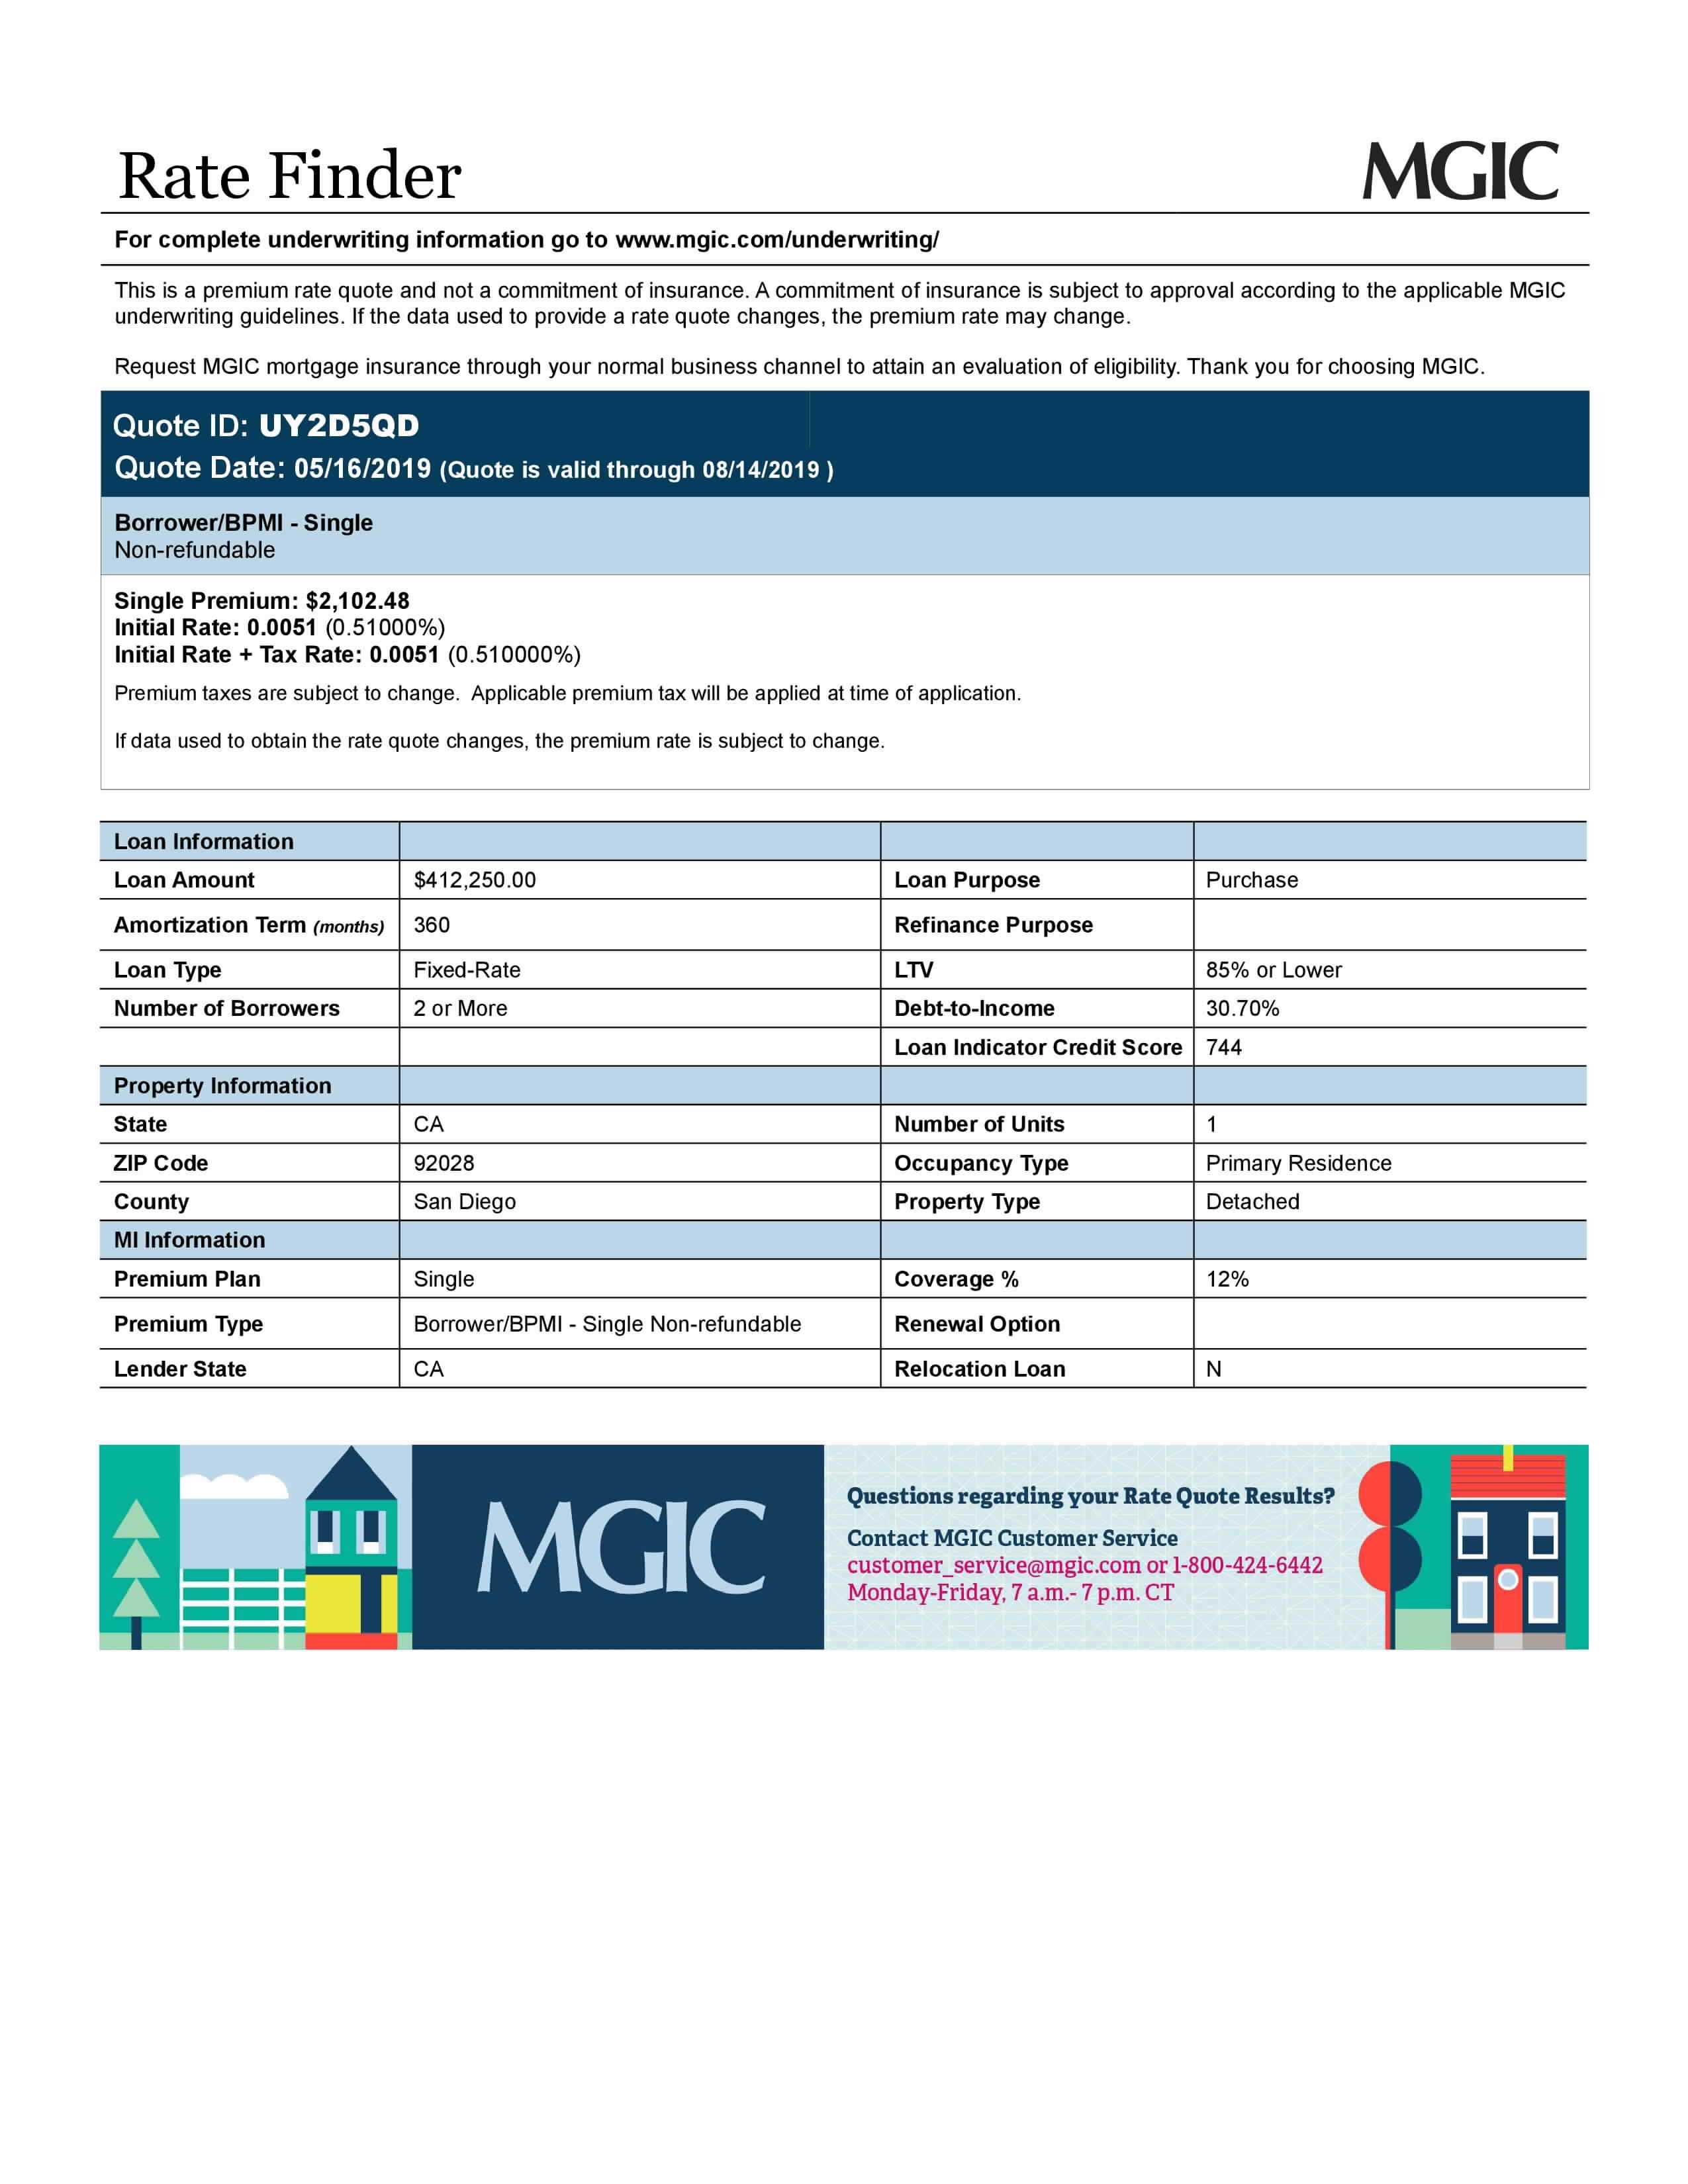 Rate Finder
MGIC
For complete underwriting information go to www.mgic.com/underwriting/
This is a premium rate quote and not a commitment of insurance. A commitment of insurance is subject to approval according to the applicable MGIC
underwriting guidelines. If the data used to provide a rate quote changes, the premium rate may change.
Request MGIC mortgage insurance through your normal business channel to attain an evaluation of eligibility. Thank you for choosing MGIC.
Quote ID: UY2D5QD
Quote Date: 05/16/2019 (Quote is valid through 08/14/2019 )
Borrower/BPMI - Single
Non-refundable
Single Premium: $2,102.48
Initial Rate: 0.0051 (0.51000%)
Initial Rate + Tax Rate: 0.0051 (0.510000%)
Premium taxes are subject to change.  Applicable premium tax will be applied at time of application.
If data used to obtain the rate quote changes, the premium rate is subject to change.
Loan Information
Loan Amount $412,250.00 Loan Purpose Purchase
Amortization Term (months) 360 Refinance Purpose
Loan Type Fixed-Rate LTV 85% or Lower
Number of Borrowers 2 or More Debt-to-Income 30.70%
Loan Indicator Credit Score 744
Property Information
State CA Number of Units 1
ZIP Code 92028 Occupancy Type Primary Residence
County San Diego Property Type Detached
MI Information
Premium Plan Single Coverage % 12%
Premium Type Borrower/BPMI - Single Non-refundable Renewal Option
Lender State CA Relocation Loan N
MGIC
Questions regarding your Rate Quote Results?
Contact MGIC Customer Service
customer_service@mgic.com or 1-800-424-6442
Monday-Friday, 7 a.m.- 7 p.m. CT